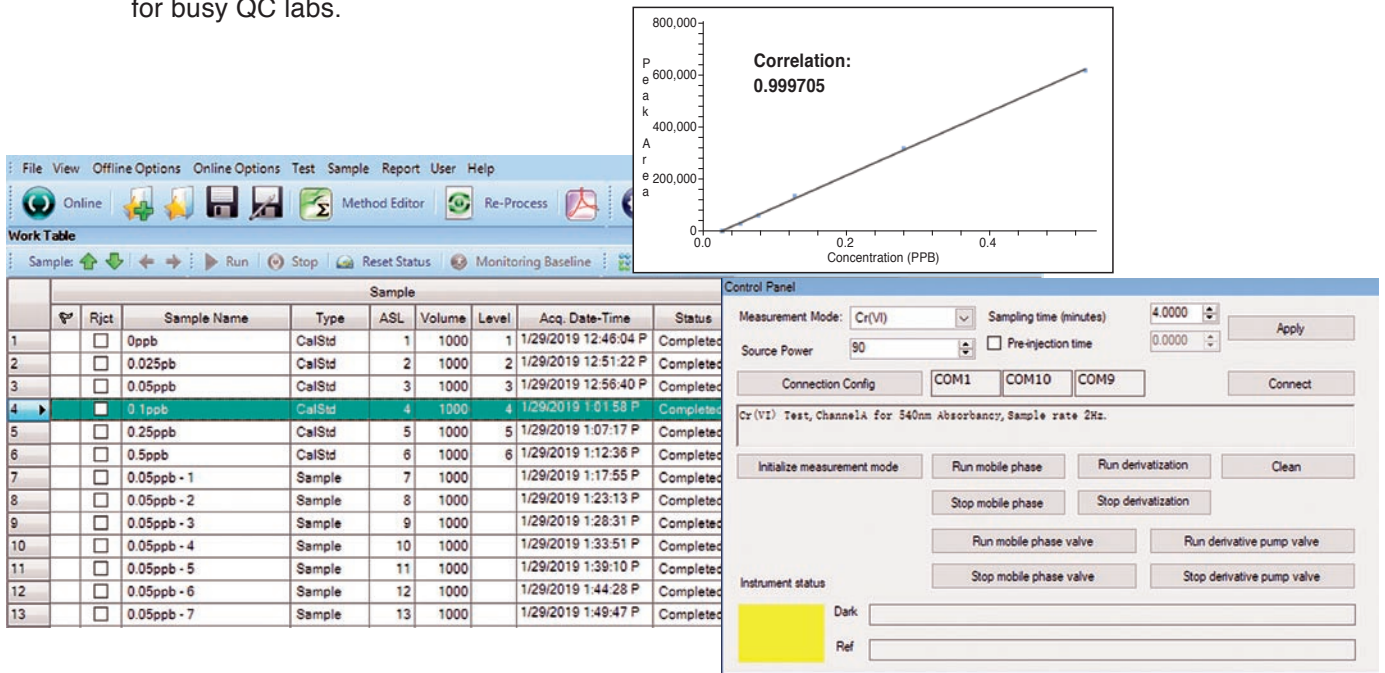 for busy QC labs.
800,000
600,000
400,000
200,000
0
Peak Area
Correlation:
0.999705
0.0 0.2 0.4
Concentration (PPB)
File View Offline Options Online Options Test Sample Report User Help
Online Method Editor Re-Process
Work Table
Sample: Run Stop Reset Status Monitoring Baseline
Sample
Rjct Sample Name Type ASL Volume Level Acq. Date-Time Status
1 0ppb CalStd 1 1000 1 1/29/2019 12:46:04 P Completed
2 0.025pb CalStd 2 1000 2 1/29/2019 12:51:22 P Completed
3 0.05ppb CalStd 3 1000 3 1/29/2019 12:56:40 P Completed
4 0.1ppb CalStd 4 1000 4 1/29/2019 1:01:58 P Completed
5 0.25ppb CalStd 5 1000 5 1/29/2019 1:07:17 P Completed
6 0.5ppb CalStd 6 1000 6 1/29/2019 1:12:36 P Completed
7 0.05ppb - 1 Sample 7 1000 1/29/2019 1:17:55 P Completed
8 0.05ppb - 2 Sample 8 1000 1/29/2019 1:23:13 P Completed
9 0.05ppb - 3 Sample 9 1000 1/29/2019 1:28:31 P Completed
10 0.05ppb - 4 Sample 10 1000 1/29/2019 1:33:51 P Completed
11 0.05ppb - 5 Sample 11 1000 1/29/2019 1:39:10 P Completed
12 0.05ppb - 6 Sample 12 1000 1/29/2019 1:44:28 P Completed
13 0.05ppb - 7 Sample 13 1000 1/29/2019 1:49:47 P Completed
Control Panel
Measurement Mode: Cr(VI) Sampling time (minutes) 4.0000 Apply
Source Power 90 Pre-injection time 0.0000
Connection Config COM1 COM10 COM9 Connect
Cr(VI) Test, ChannelA for 540nm Absorbancy, Sample rate 2Hz.
Initialize measurement mode Run mobile phase Run derivatization Clean
Stop mobile phase Stop derivatization
Run mobile phase valve Run derivative pump valve
Stop mobile phase valve Stop derivative pump valve
Instrument status
Dark
Ref